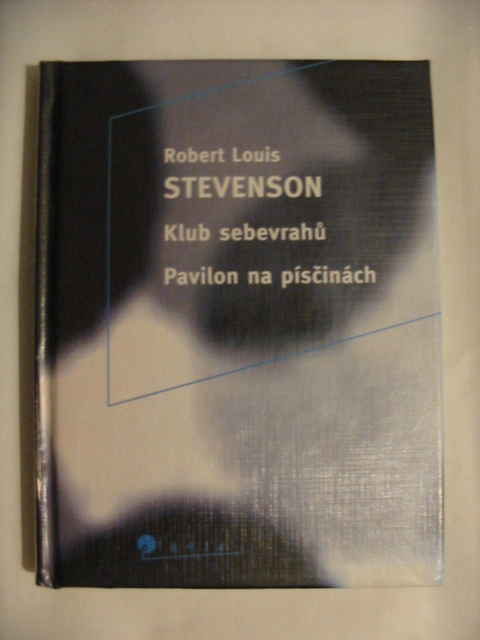 Robert Louis
STEVENSON
Klub sebevrahů
Pavilon na písčinách